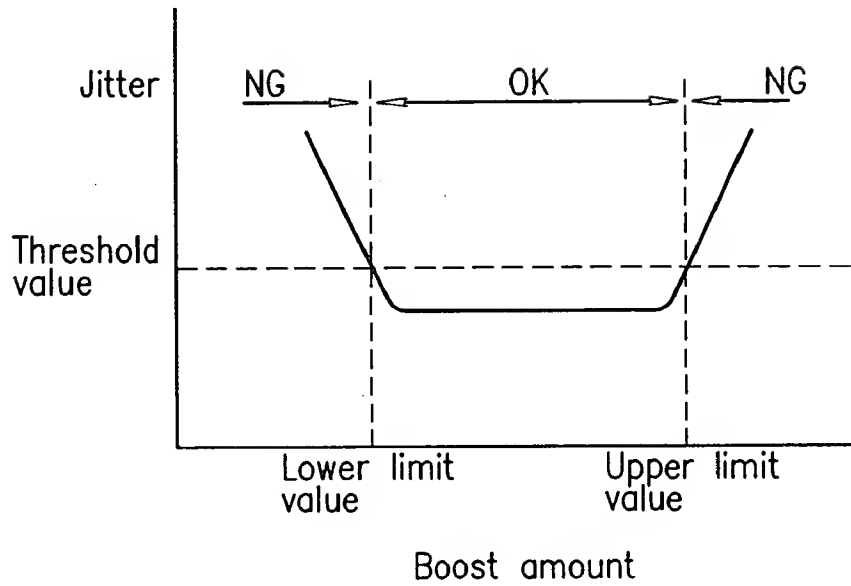 Jitter
NG
OK
NG
Threshold
value
Lower limit
value
Upper limit
value
Boost amount